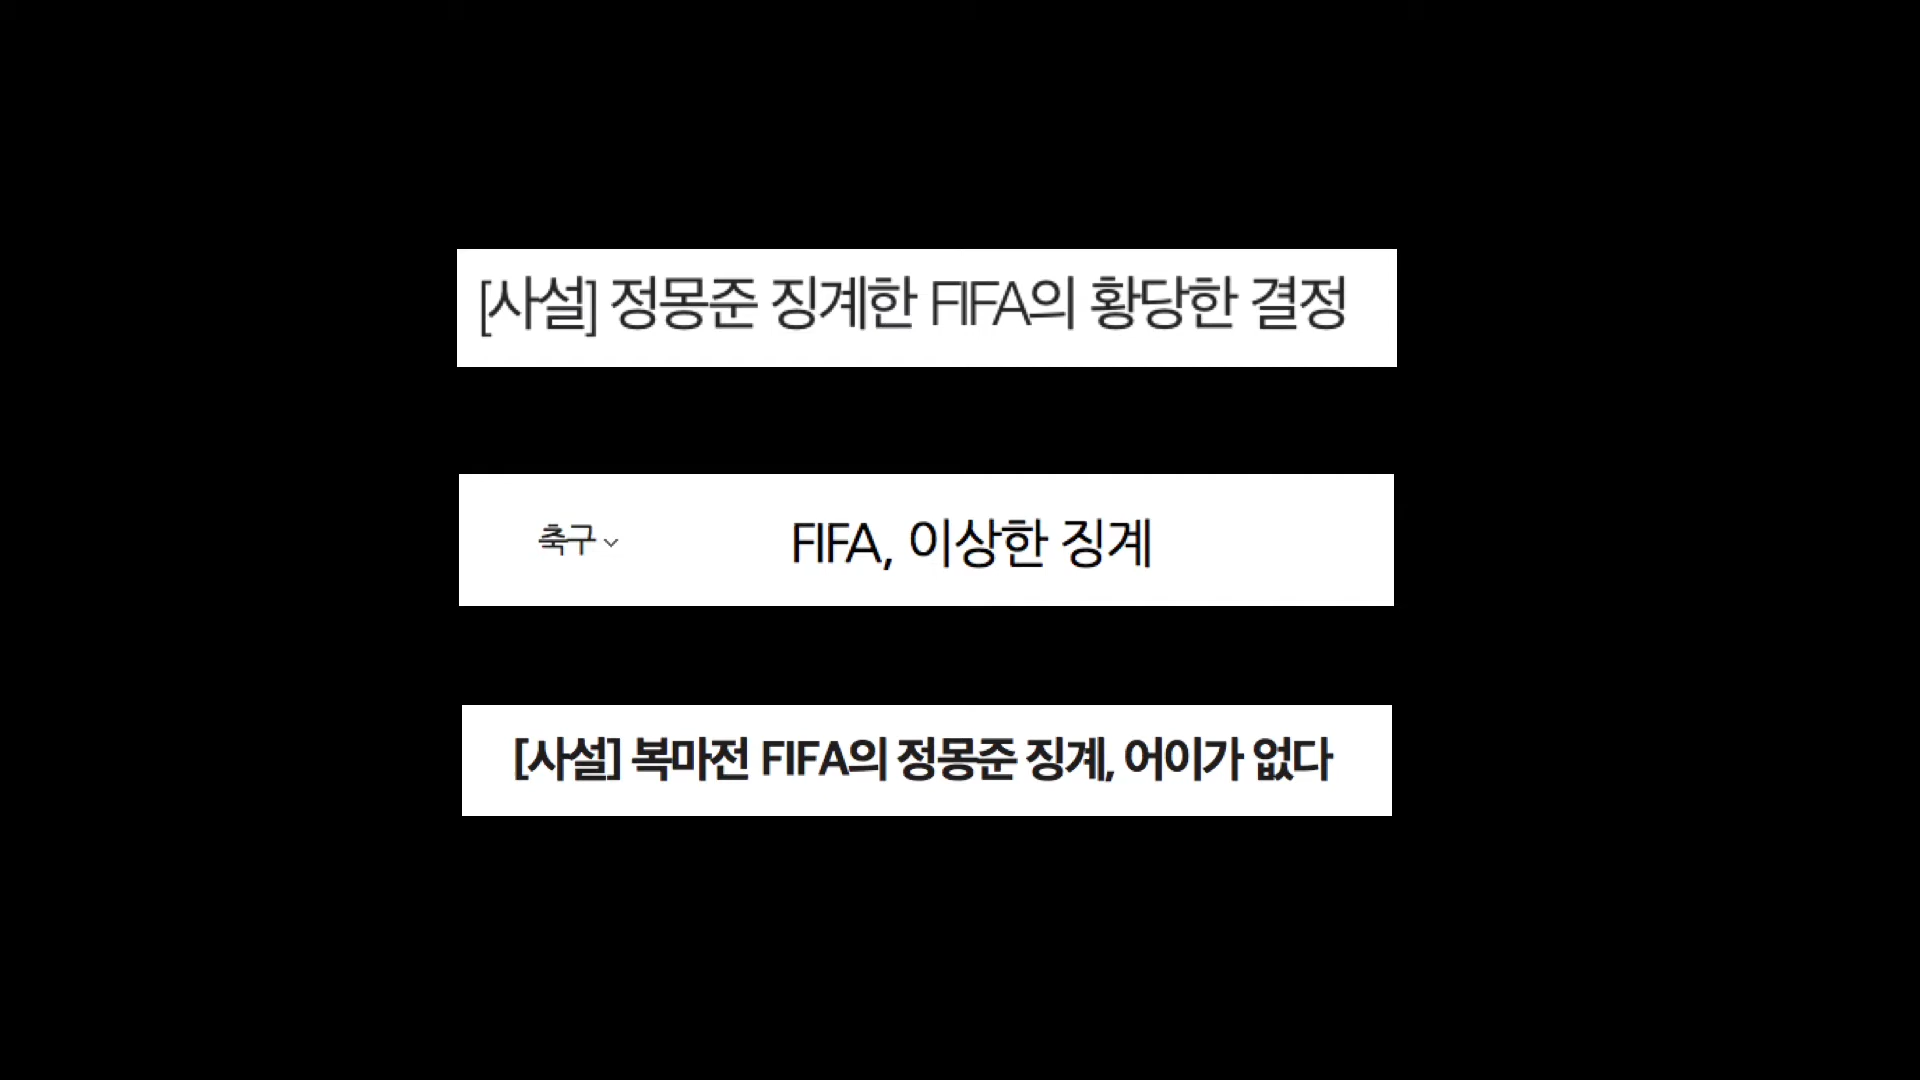 [사설] 정몽준 징계한 FIFA의 황당한 결정
축구
FIFA, 이상한 징계
[사설] 복마전 FIFA의 정몽준 징계, 어이가 없다